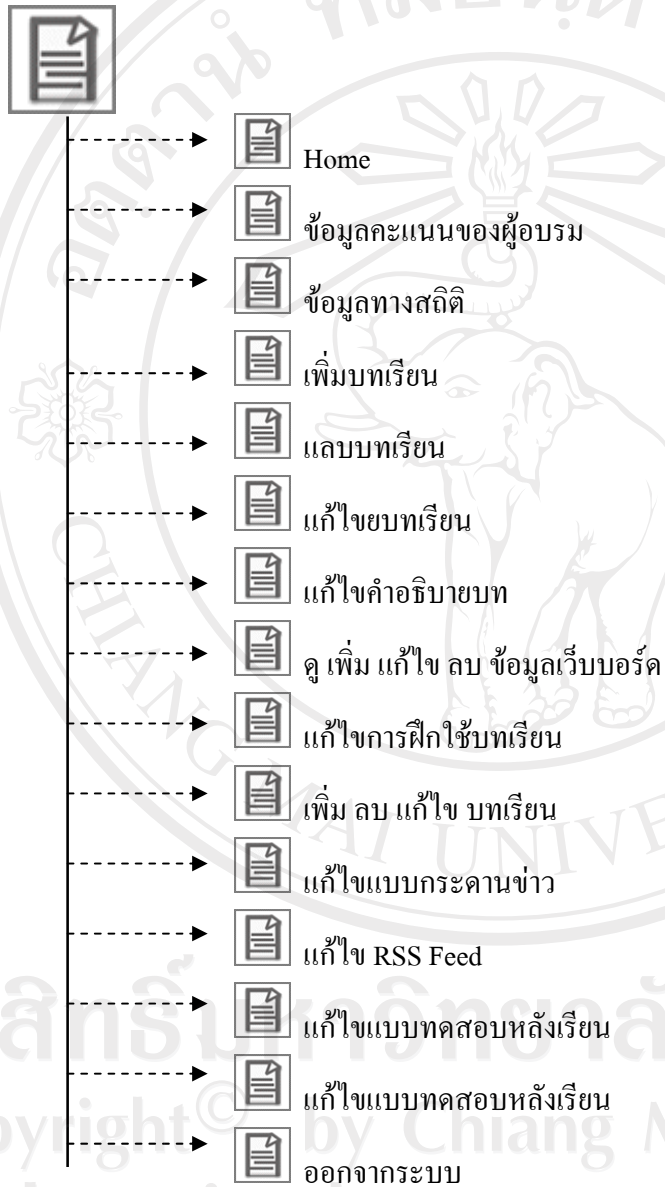 Home
ข้อมูลคะแนนของผู้อบรม
ข้อมูลทางสถิติ
เพิ่มบทเรียน
แลบบทเรียน
แก้ไขยบทเรียน
แก้ไขคำอธิบายบท
ดู เพิ่ม แก้ไข ลบ ข้อมูลเว็บบอร์ด
แก้ไขการฝึกใช้บทเรียน
เพิ่ม ลบ แก้ไข บทเรียน
แก้ไขแบบกระดานข่าว
แก้ไข RSS Feed
แก้ไขแบบทดสอบหลังเรียน
แก้ไขแบบทดสอบหลังเรียน
ออกจากระบบ
CHIANG MAI UNIVE
by Chiang M